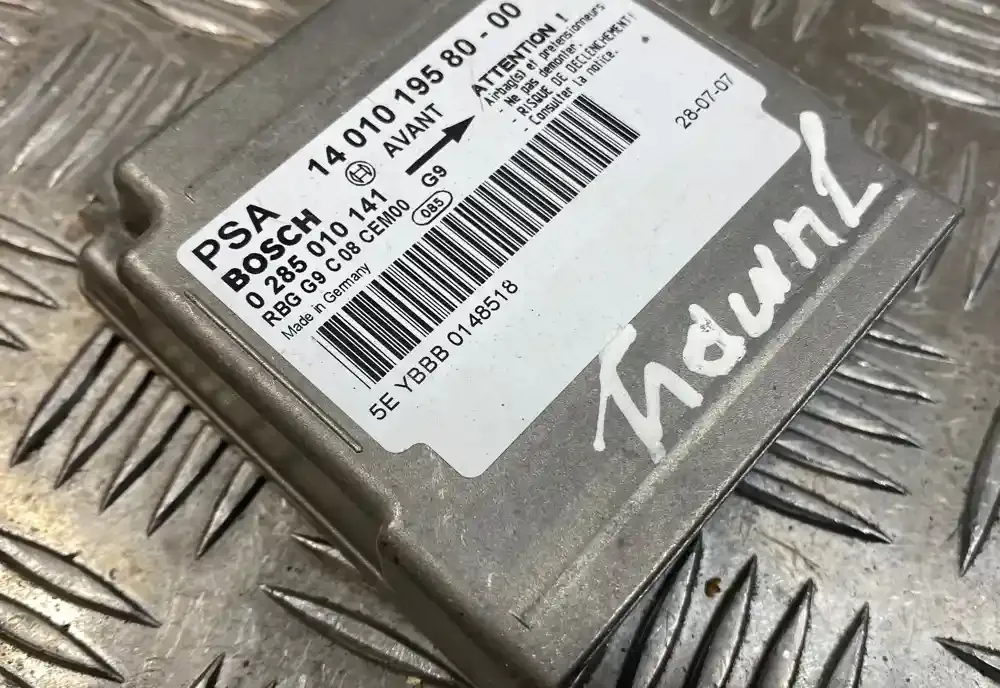 PSA
14 010 195 80-00
BOSCH
AVANT
0 285 010 141
G9
RBG G9 C 08 CEM00
085
Made in Germany
ATTENTION !
Airbag(s) et pretensionneurs
- Ne pas demonter.
- RISQUE DE DECLENCHEMENT!
- Consulter la notice.
28-07-07
5E YBBB 0148518